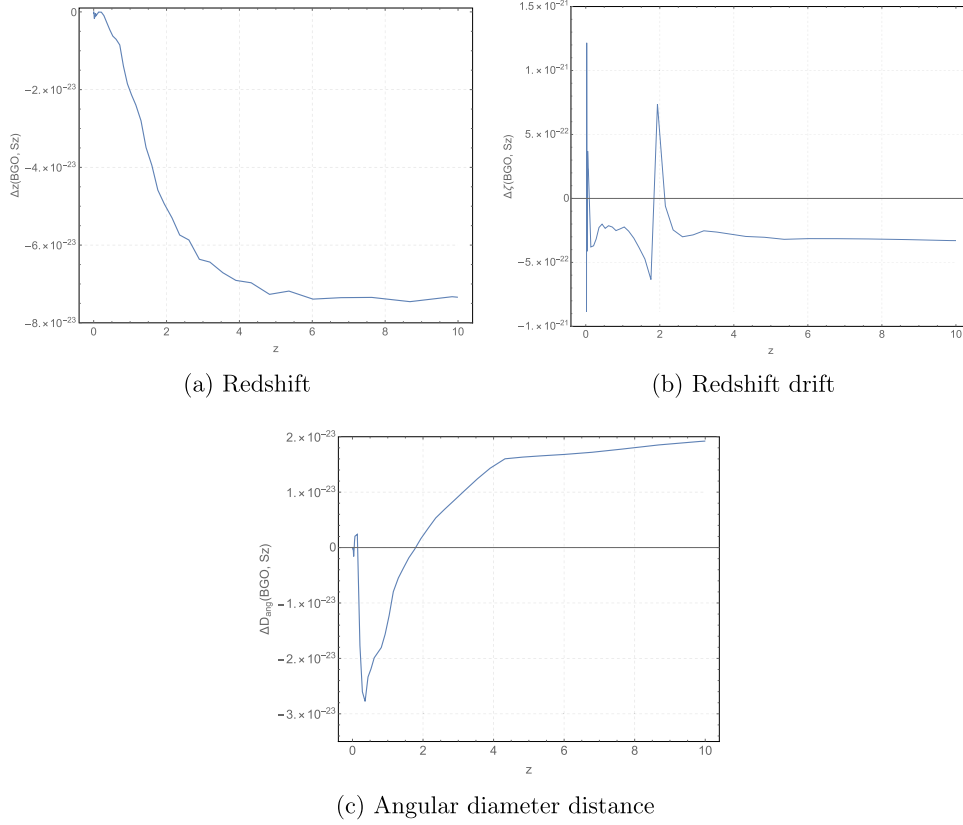 0
−2.×10−23
−4.×10−23
−6.×10−23
−8.×10−23
Δz(BGO, Sz)
0 2 4 6 8 10
z
(a) Redshift
1.5×10−21
1.×10−21
5.×10−22
0
−5.×10−22
−1.×10−21
Δζ(BGO, Sz)
0 2 4 6 8 10
z
(b) Redshift drift
2.×10−23
1.×10−23
0
−1.×10−23
−2.×10−23
−3.×10−23
ΔDang(BGO, Sz)
0 2 4 6 8 10
z
(c) Angular diameter distance